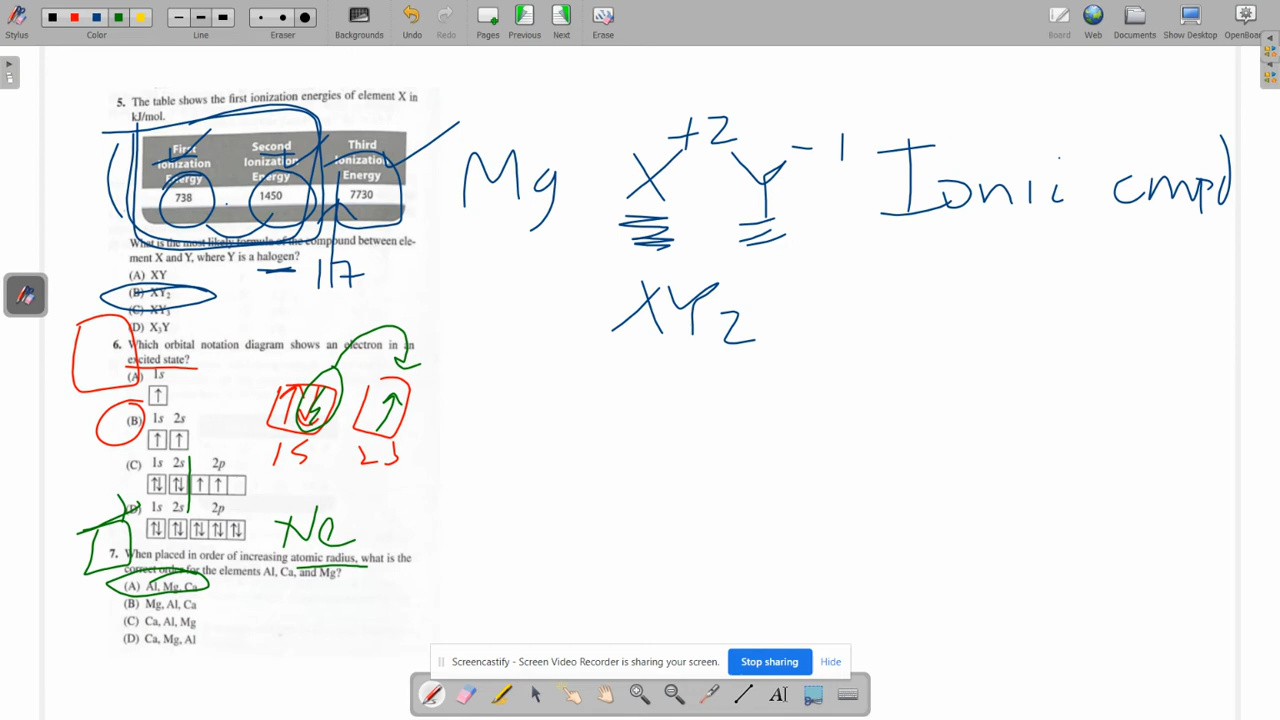 Stylus
Color
Line
Eraser
Backgrounds
Undo
Redo
Pages
Previous
Next
Erase
Board
Web
Documents
Show Desktop
OpenBoa
5. The table shows the first ionization energies of element X in
kJ/mol.
First Ionization Energy
Second Ionization Energy
Third Ionization Energy
738
1450
7730
What is the most likely formula of the compound between ele-
ment X and Y, where Y is a halogen?
(A) XY
(B) XY₂
(C) XY₃
(D) X₃Y
17
Mg
X+2 Y-1 Ionic cmpd
XY2
6. Which orbital notation diagram shows an electron in an
excited state?
(A) 1s
↑
(B) 1s 2s
↑ ↑
(C) 1s 2s 2p
⇅ ⇅ ↑ ↑
(D) 1s 2s 2p
⇅ ⇅ ⇅ ⇅ ⇅
1s 2s
Ne
7. When placed in order of increasing atomic radius, what is the
correct order for the elements Al, Ca, and Mg?
(A) Al, Mg, Ca
(B) Mg, Al, Ca
(C) Ca, Al, Mg
(D) Ca, Mg, Al
Screencastify - Screen Video Recorder is sharing your screen.
Stop sharing
Hide